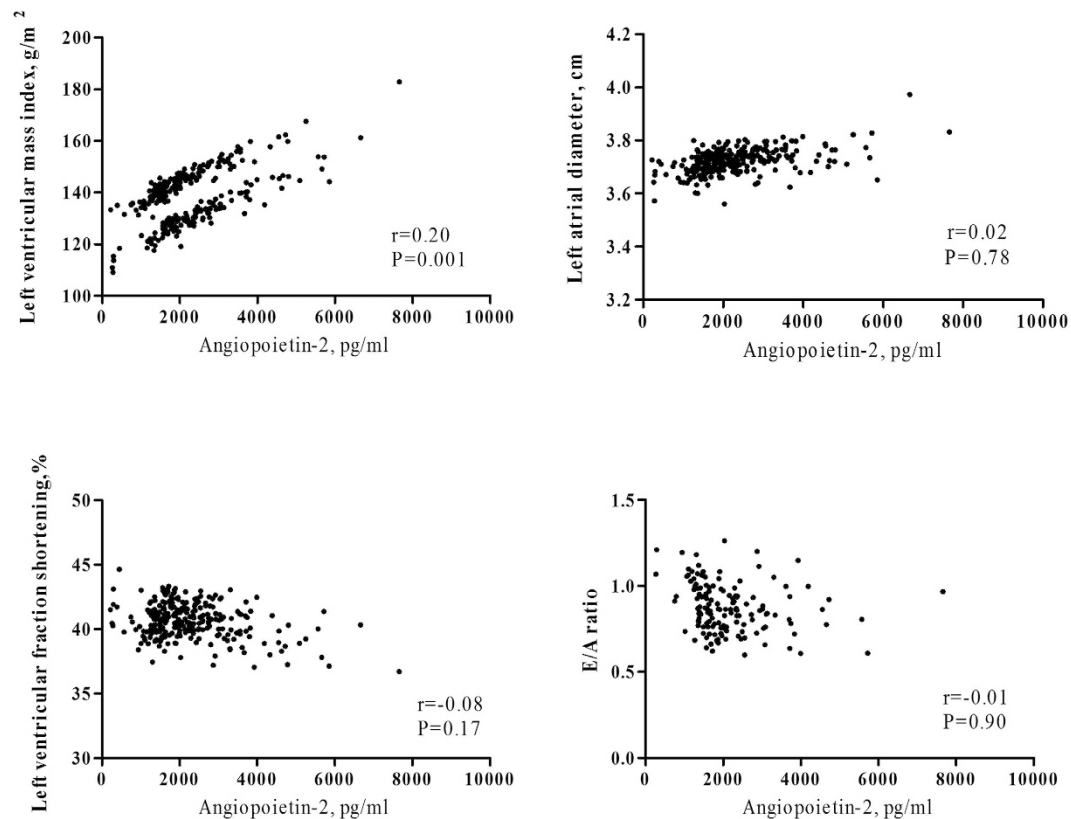 Left ventricular mass index, g/m²
200
180
160
140
120
100
r=0.20
P=0.001
0 2000 4000 6000 8000 10000
Angiopoietin-2, pg/ml
Left atrial diameter, cm
4.2
4.0
3.8
3.6
3.4
3.2
r=0.02
P=0.78
0 2000 4000 6000 8000 10000
Angiopoietin-2, pg/ml
Left ventricular fraction shortening,%
50
45
40
35
30
r=-0.08
P=0.17
0 2000 4000 6000 8000 10000
Angiopoietin-2, pg/ml
E/A ratio
1.5
1.0
0.5
0.0
r=-0.01
P=0.90
0 2000 4000 6000 8000 10000
Angiopoietin-2, pg/ml